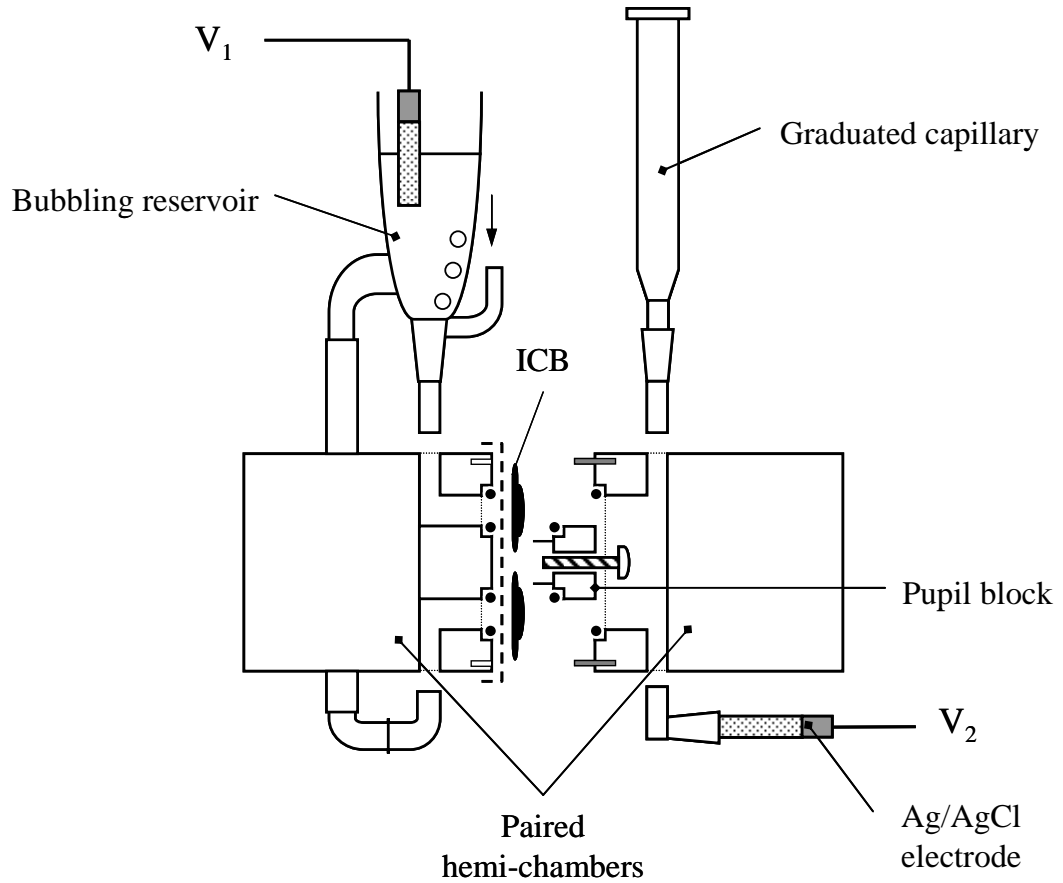 V1
Graduated capillary
Bubbling reservoir
ICB
Pupil block
V2
Paired
hemi-chambers
Ag/AgCl
electrode